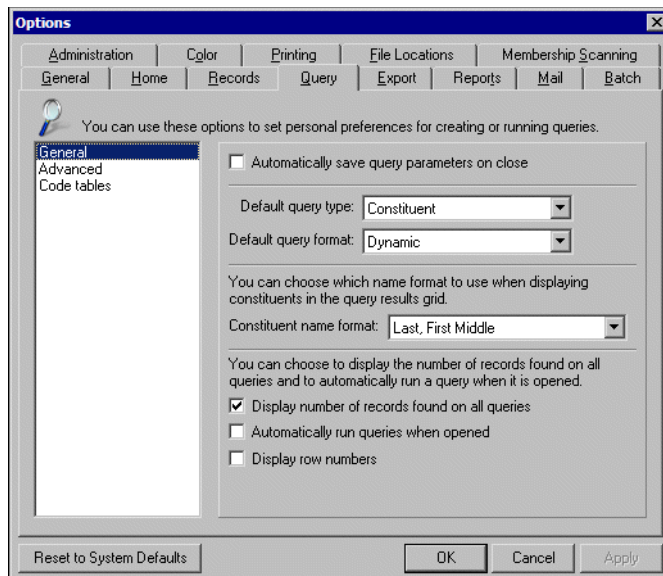 Options
Administration Color Printing File Locations Membership Scanning
General Home Records Query Export Reports Mail Batch
You can use these options to set personal preferences for creating or running queries.
General
Advanced
Code tables
Automatically save query parameters on close
Default query type: Constituent
Default query format: Dynamic
You can choose which name format to use when displaying
constituents in the query results grid.
Constituent name format: Last, First Middle
You can choose to display the number of records found on all
queries and to automatically run a query when it is opened.
Display number of records found on all queries
Automatically run queries when opened
Display row numbers
Reset to System Defaults OK Cancel Apply